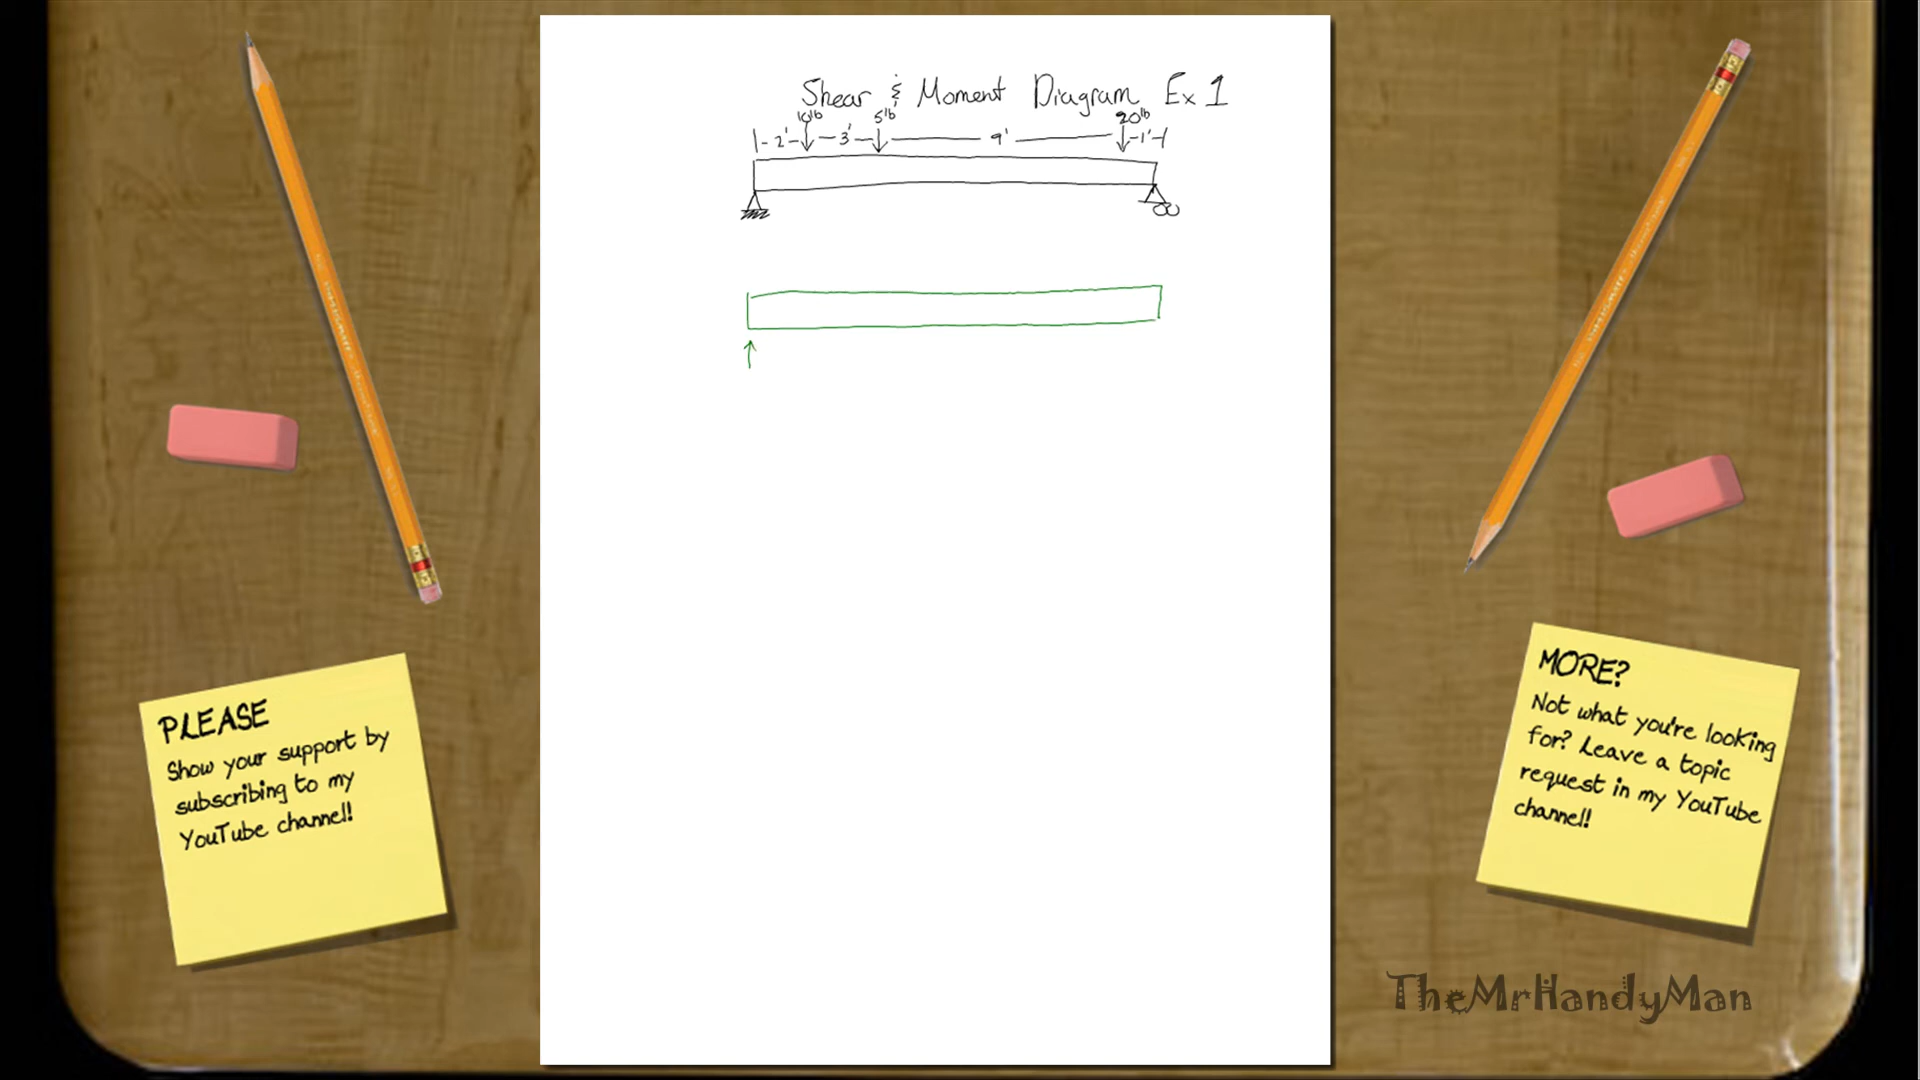 Shear & Moment Diagram Ex 1
10lb 5lb 20lb
2' 3' 9' 1'
PLEASE
Show your support by
subscribing to my
YouTube channel!
MORE?
Not what you're looking
for? Leave a topic
request in my YouTube
channel!
TheMrHandyMan